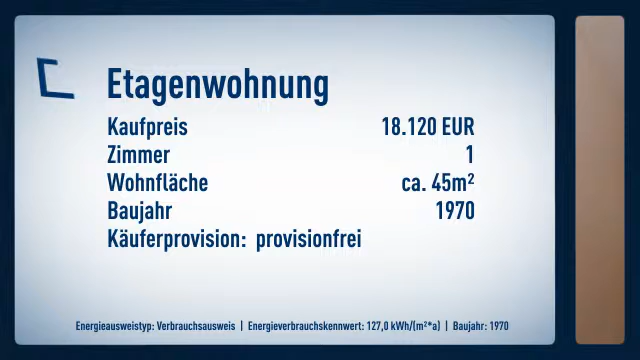 Etagenwohnung
Kaufpreis 18.120 EUR
Zimmer 1
Wohnfläche ca. 45m²
Baujahr 1970
Käuferprovision: provisionfrei
Energieausweistyp: Verbrauchsausweis | Energieverbrauchskennwert: 127,0 kWh/(m²*a) | Baujahr: 1970